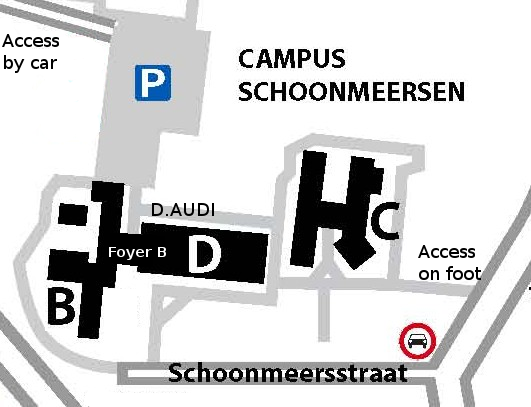 Access
by car
P
CAMPUS
SCHOONMEERSEN
D.AUDI
Foyer B
D
C
B
Access
on foot
Schoonmeersstraat